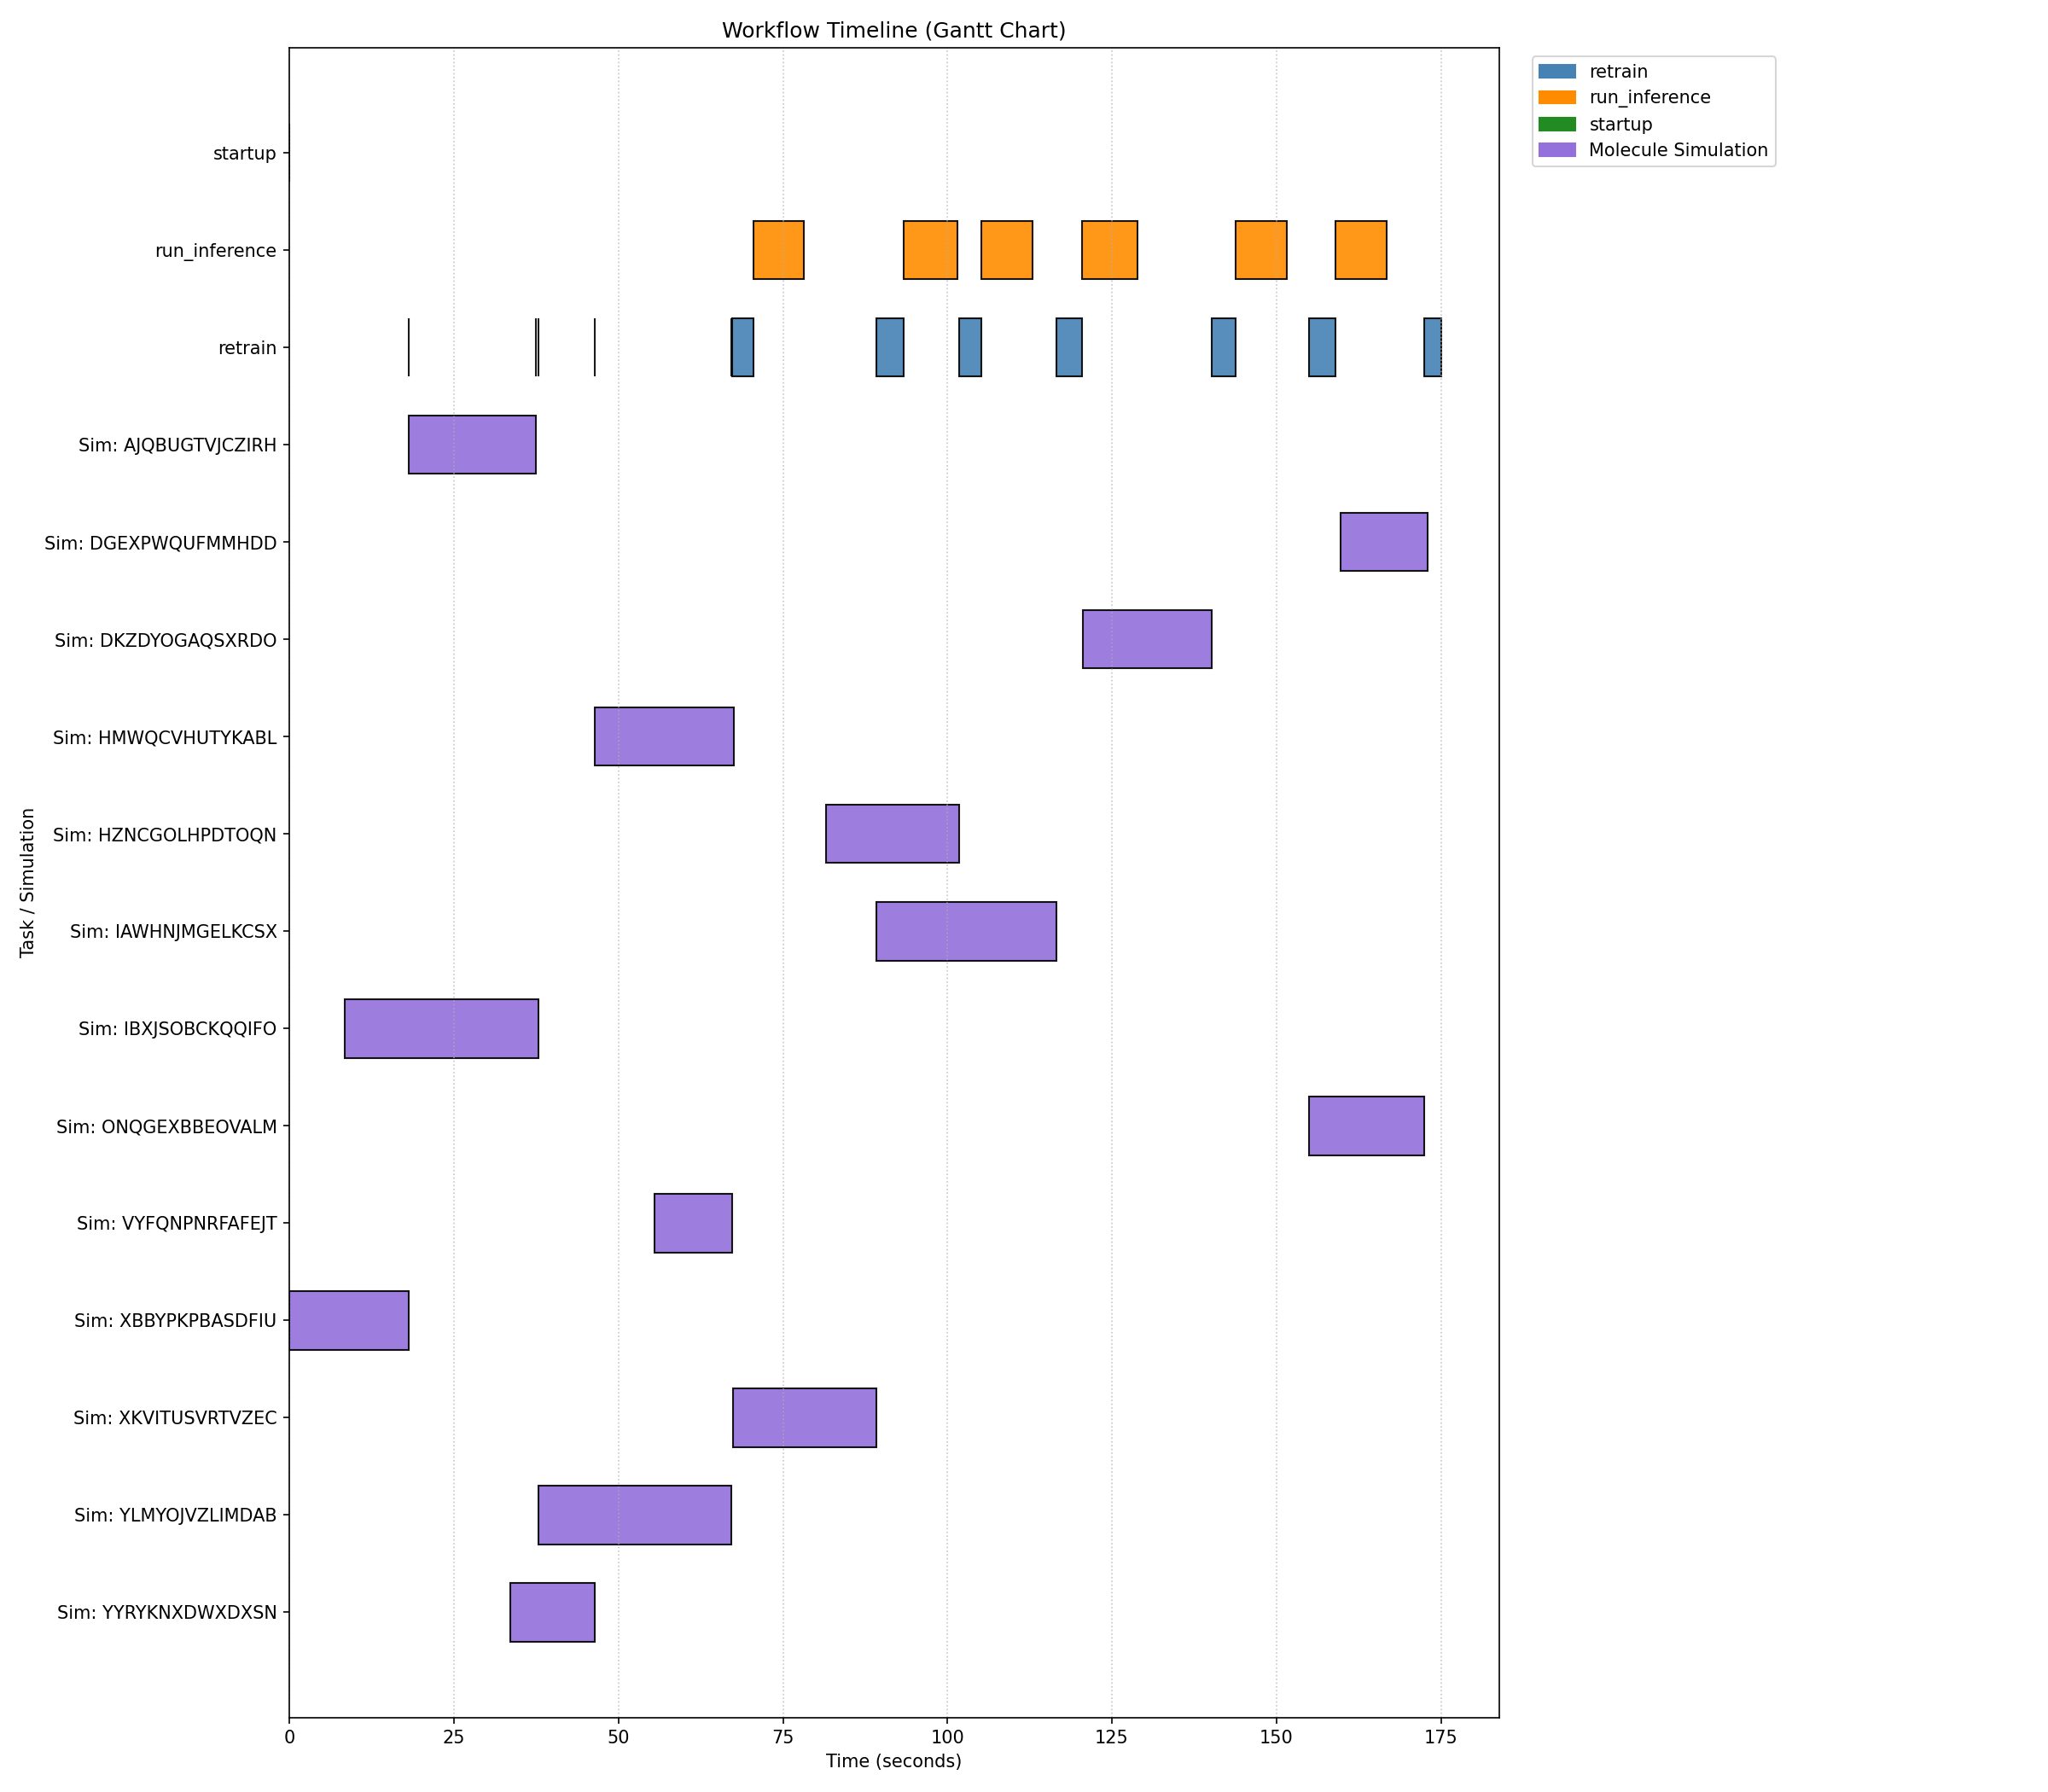 Workflow Timeline (Gantt Chart)
retrain
run_inference
startup
Molecule Simulation
Task / Simulation
startup
run_inference
retrain
Sim: AJQBUGTVJCZIRH
Sim: DGEXPWQUFMMHDD
Sim: DKZDYOGAQSXRDO
Sim: HMWQCVHUTYKABL
Sim: HZNCGOLHPDTOQN
Sim: IAWHNJMGELKCSX
Sim: IBXJSOBCKQQIFO
Sim: ONQGEXBBEOVALM
Sim: VYFQNPNRFAFEJT
Sim: XBBYPKPBASDFIU
Sim: XKVITUSVRTVZEC
Sim: YLMYOJVZLIMDAB
Sim: YYRYKNXDWXDXSN
0 25 50 75 100 125 150 175
Time (seconds)